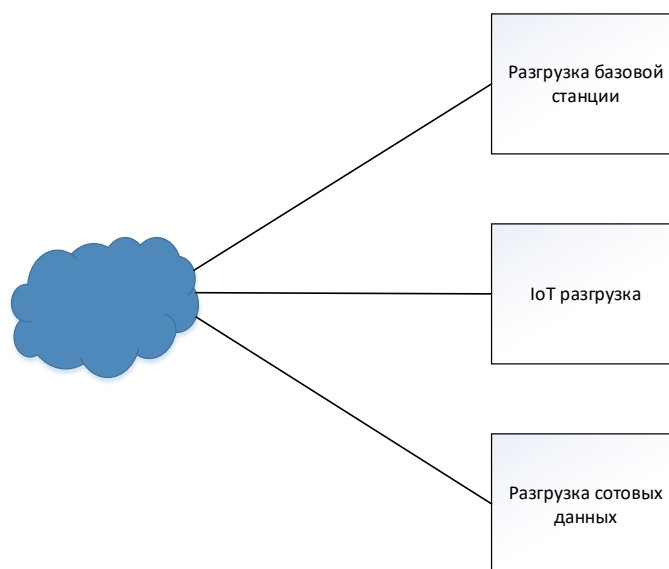 Разгрузка базовой
станции
IoT разгрузка
Разгрузка сотовых
данных